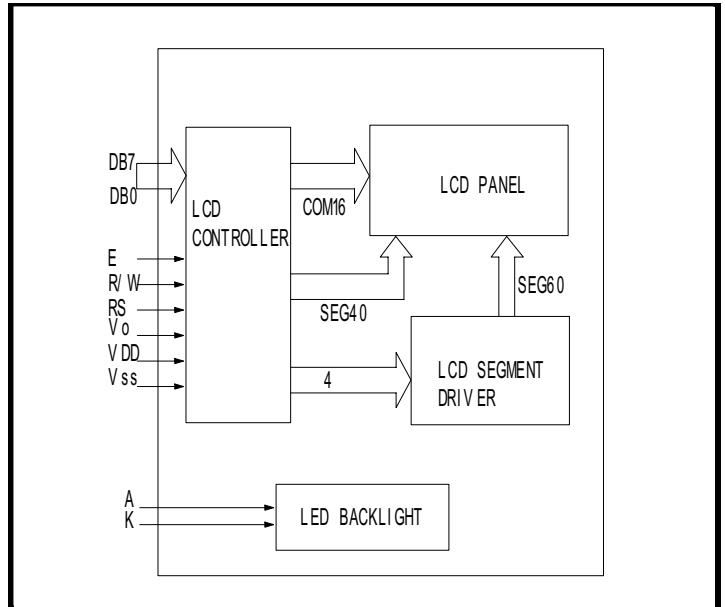 DB7
DB0
E
R/W
RS
Vo
VDD
Vss
LCD
CONTROLLER
COM16
SEG40
4
LCD PANEL
SEG60
LCD SEGMENT
DRIVER
A
K
LED BACKLIGHT